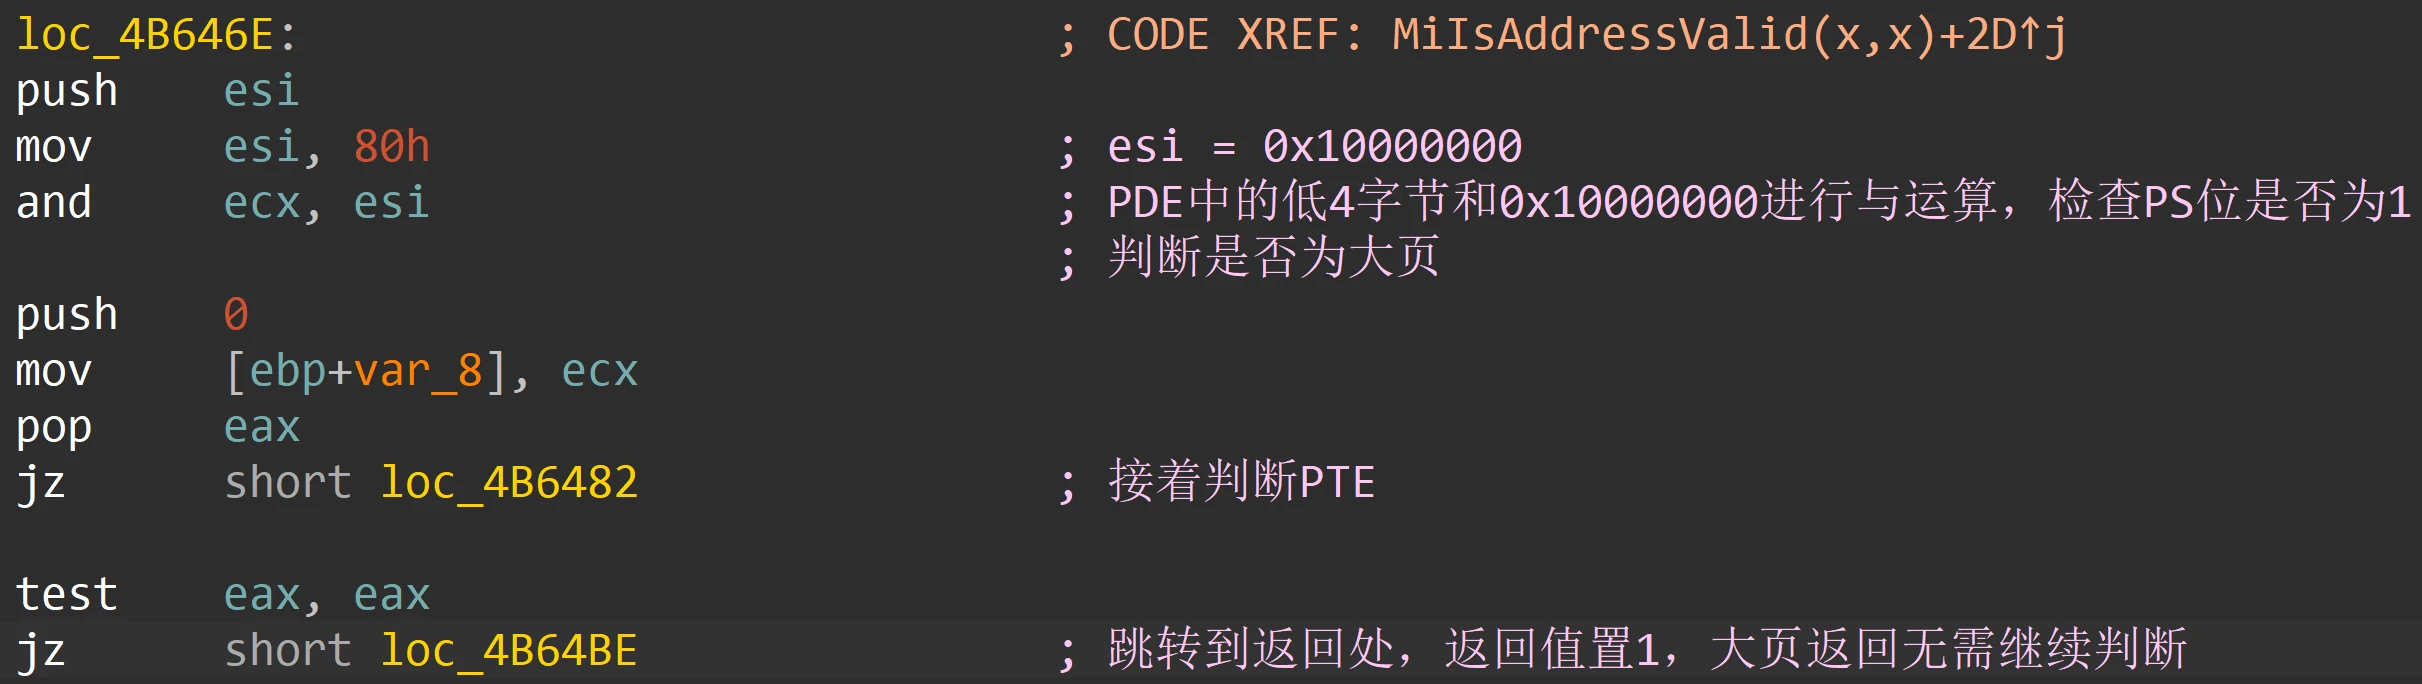 loc_4B646E: ; CODE XREF: MiIsAddressValid(x,x)+2D↑j
push esi
mov esi, 80h ; esi = 0x10000000
and ecx, esi ; PDE中的低4字节和0x10000000进行与运算，检查PS位是否为1
; 判断是否为大页
push 0
mov [ebp+var_8], ecx
pop eax
jz short loc_4B6482 ; 接着判断PTE
test eax, eax
jz short loc_4B64BE ; 跳转到返回处，返回值置1，大页返回无需继续判断